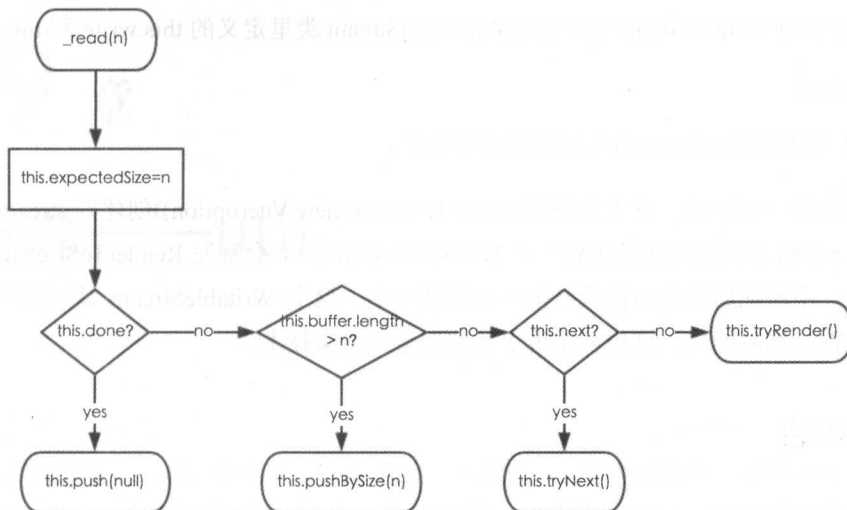 _read(n)
this.expectedSize=n
this.done?
no
this.buffer.length
> n?
no
this.next?
no
this.tryRender()
yes
yes
yes
this.push(null)
this.pushBySize(n)
this.tryNext()